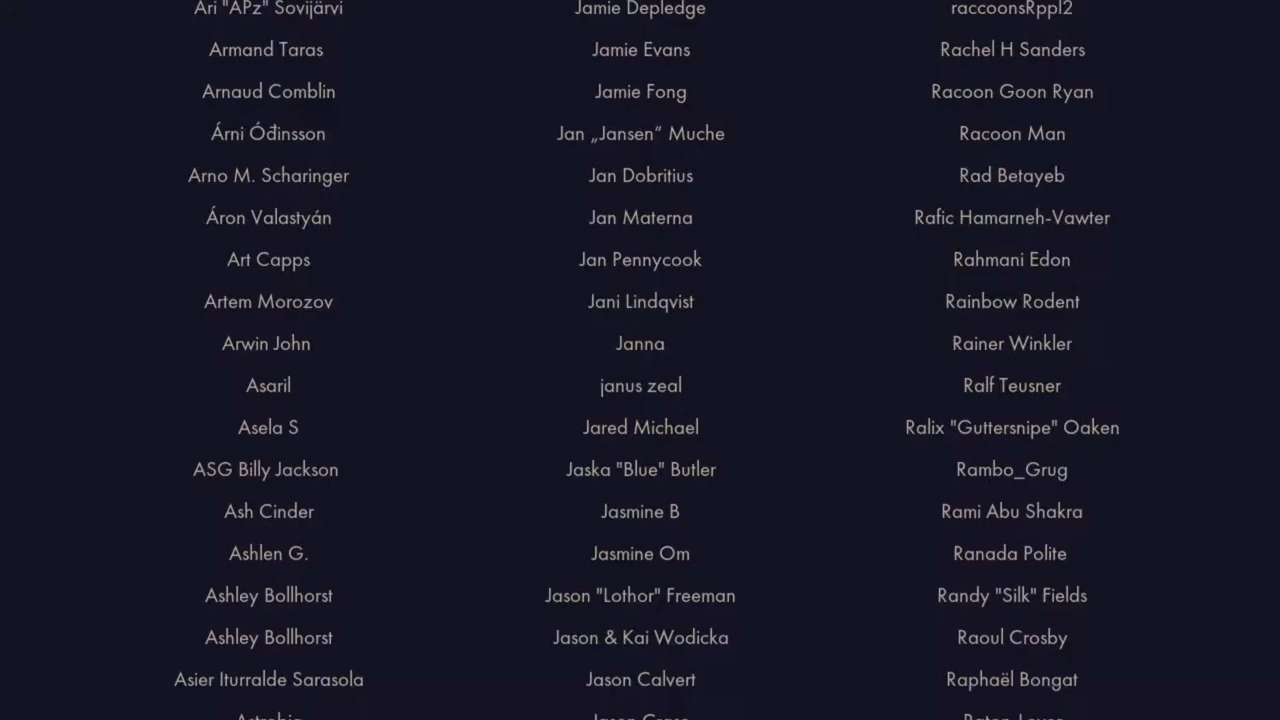 Ari "APz" Sovijärvi
Armand Taras
Arnaud Comblin
Árni Óđinsson
Arno M. Scharinger
Áron Valastyán
Art Capps
Artem Morozov
Arwin John
Asaril
Asela S
ASG Billy Jackson
Ash Cinder
Ashlen G.
Ashley Bollhorst
Ashley Bollhorst
Asier Iturralde Sarasola
Jamie Depledge
Jamie Evans
Jamie Fong
Jan „Jansen“ Muche
Jan Dobritius
Jan Materna
Jan Pennycook
Jani Lindqvist
Janna
janus zeal
Jared Michael
Jaska "Blue" Butler
Jasmine B
Jasmine Om
Jason "Lothor" Freeman
Jason & Kai Wodicka
Jason Calvert
raccoonsRppl2
Rachel H Sanders
Racoon Goon Ryan
Racoon Man
Rad Betayeb
Rafic Hamarneh-Vawter
Rahmani Edon
Rainbow Rodent
Rainer Winkler
Ralf Teusner
Ralix "Guttersnipe" Oaken
Rambo_Grug
Rami Abu Shakra
Ranada Polite
Randy "Silk" Fields
Raoul Crosby
Raphaël Bongat